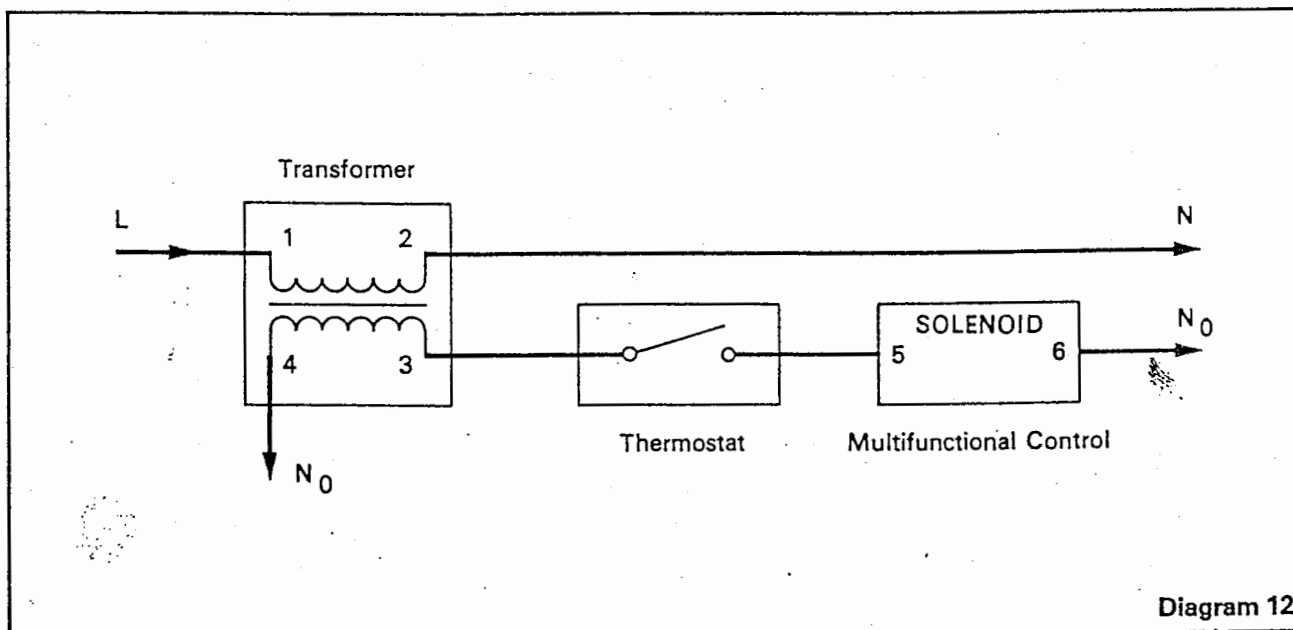 Transformer
L
1 2
N
4 3
SOLENOID
5 6
N0
Thermostat
Multifunctional Control
N0
Diagram 12